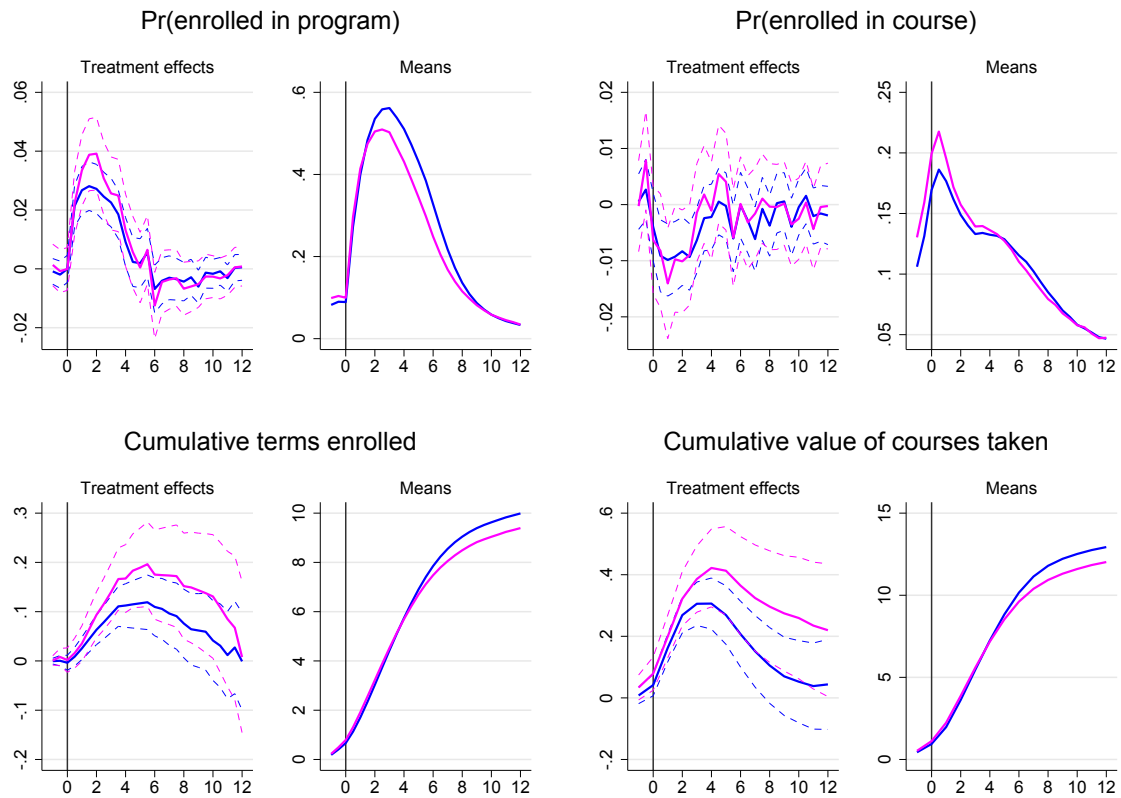 Pr(enrolled in program)
Pr(enrolled in course)
Treatment effects
Means
Treatment effects
Means
.06
.04
.02
0
-.02
0 2 4 6 8 10 12
.6
.4
.2
0
0 2 4 6 8 10 12
.02
.01
0
-.01
-.02
0 2 4 6 8 10 12
.25
.2
.15
.1
.05
0 2 4 6 8 10 12
Cumulative terms enrolled
Cumulative value of courses taken
Treatment effects
Means
Treatment effects
Means
.3
.2
.1
0
-.1
-.2
0 2 4 6 8 10 12
10
8
6
4
2
0
0 2 4 6 8 10 12
.6
.4
.2
0
-.2
0 2 4 6 8 10 12
15
10
5
0
0 2 4 6 8 10 12